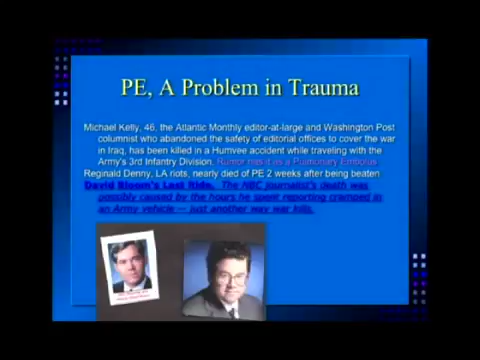 PE, A Problem in Trauma
Michael Kelly, 46, the Atlantic Monthly editor-at-large and Washington Post
columnist who abandoned the safety of editorial offices to cover the war
in Iraq, has been killed in a Humvee accident while traveling with the
Army's 3rd Infantry Division. Rumor has it as a Pulmonary Embolus
Reginald Denny, LA riots, nearly died of PE 2 weeks after being beaten
David Bloom's Last Ride, The NBC journalist's death was
possibly caused by the hours he spent reporting cramped in
an Army vehicle — just another way war kills.